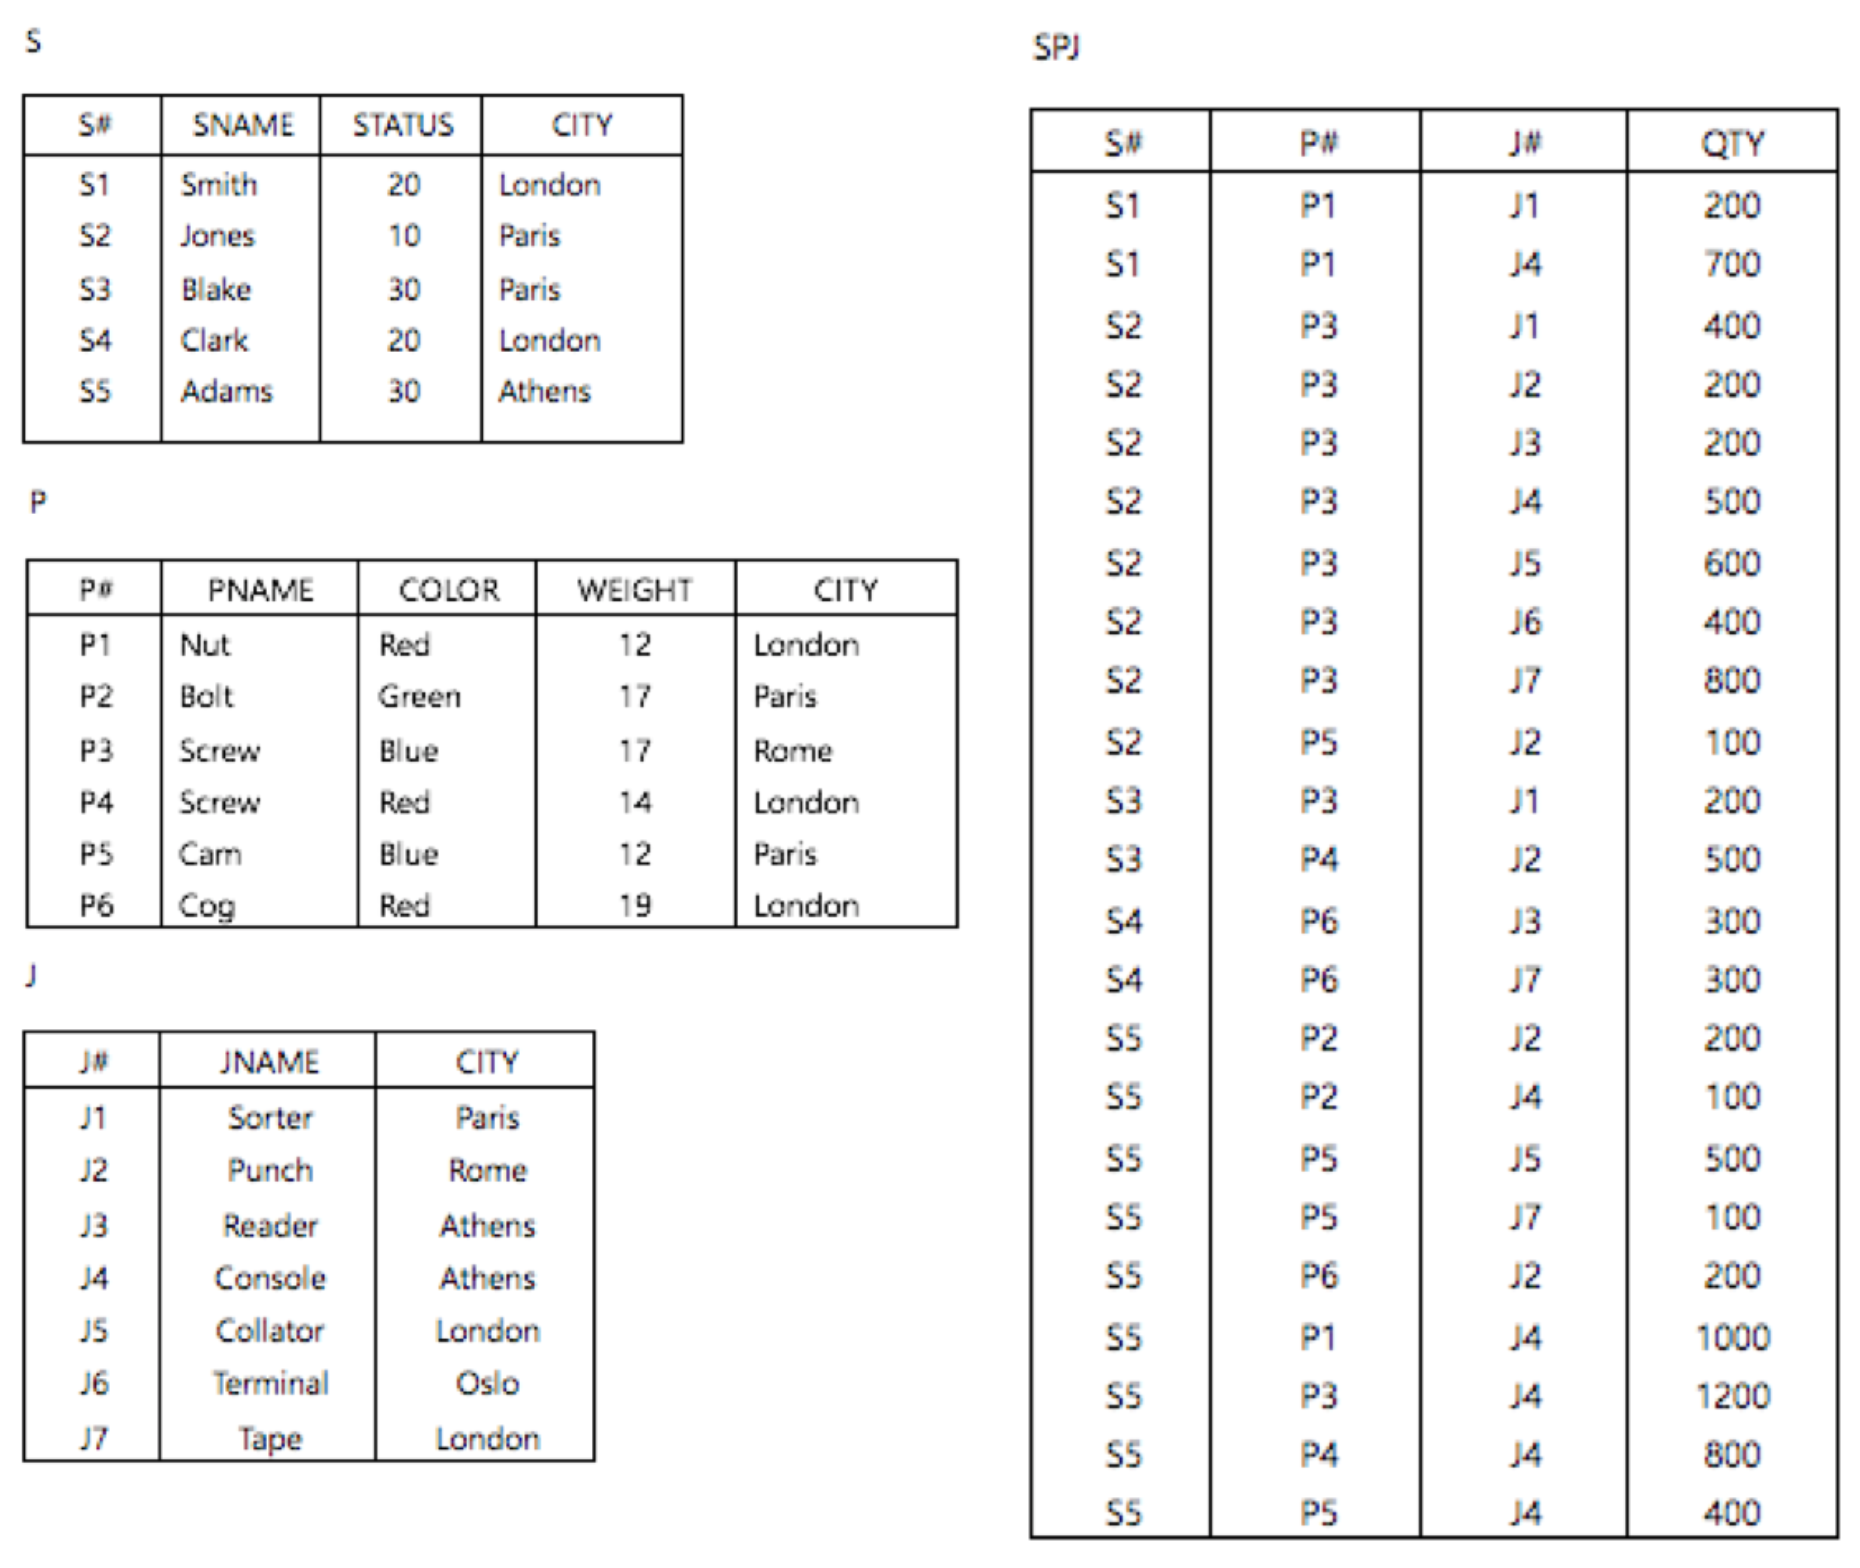 S
S# SNAME STATUS CITY
S1 Smith 20 London
S2 Jones 10 Paris
S3 Blake 30 Paris
S4 Clark 20 London
S5 Adams 30 Athens
P
P# PNAME COLOR WEIGHT CITY
P1 Nut Red 12 London
P2 Bolt Green 17 Paris
P3 Screw Blue 17 Rome
P4 Screw Red 14 London
P5 Cam Blue 12 Paris
P6 Cog Red 19 London
J
J# JNAME CITY
J1 Sorter Paris
J2 Punch Rome
J3 Reader Athens
J4 Console Athens
J5 Collator London
J6 Terminal Oslo
J7 Tape London
SPJ
S# P# J# QTY
S1 P1 J1 200
S1 P1 J4 700
S2 P3 J1 400
S2 P3 J2 200
S2 P3 J3 200
S2 P3 J4 500
S2 P3 J5 600
S2 P3 J6 400
S2 P3 J7 800
S2 P5 J2 100
S3 P3 J1 200
S3 P4 J2 500
S4 P6 J3 300
S4 P6 J7 300
S5 P2 J2 200
S5 P2 J4 100
S5 P5 J5 500
S5 P5 J7 100
S5 P6 J2 200
S5 P1 J4 1000
S5 P3 J4 1200
S5 P4 J4 800
S5 P5 J4 400